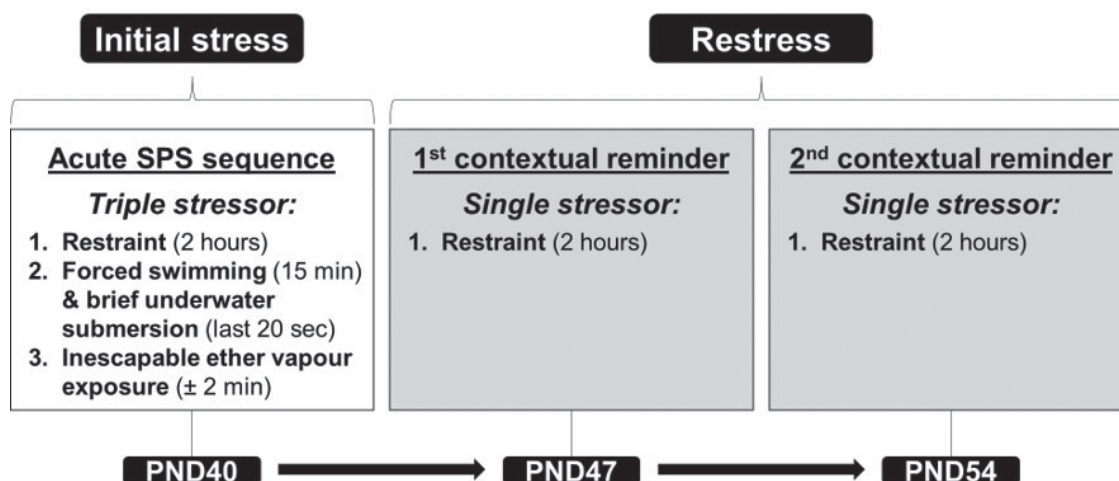 Initial stress
Restress
Acute SPS sequence
Triple stressor:
1. Restraint (2 hours)
2. Forced swimming (15 min)
& brief underwater
submersion (last 20 sec)
3. Inescapable ether vapour
exposure (± 2 min)
1st contextual reminder
Single stressor:
1. Restraint (2 hours)
2nd contextual reminder
Single stressor:
1. Restraint (2 hours)
PND40
PND47
PND54